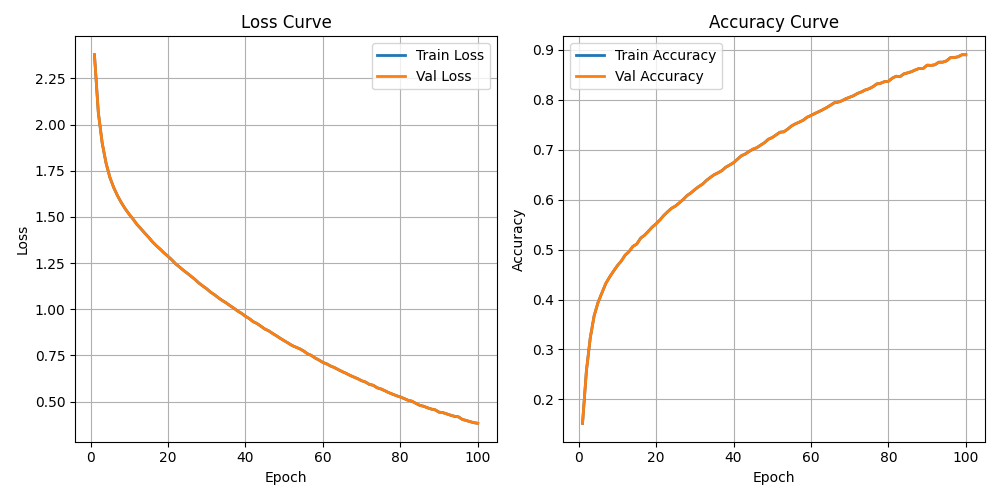 Loss Curve
Train Loss
Val Loss
2.25
2.00
1.75
1.50
1.25
1.00
0.75
0.50
Loss
0 20 40 60 80 100
Epoch
Accuracy Curve
Train Accuracy
Val Accuracy
0.9
0.8
0.7
0.6
0.5
0.4
0.3
0.2
Accuracy
0 20 40 60 80 100
Epoch